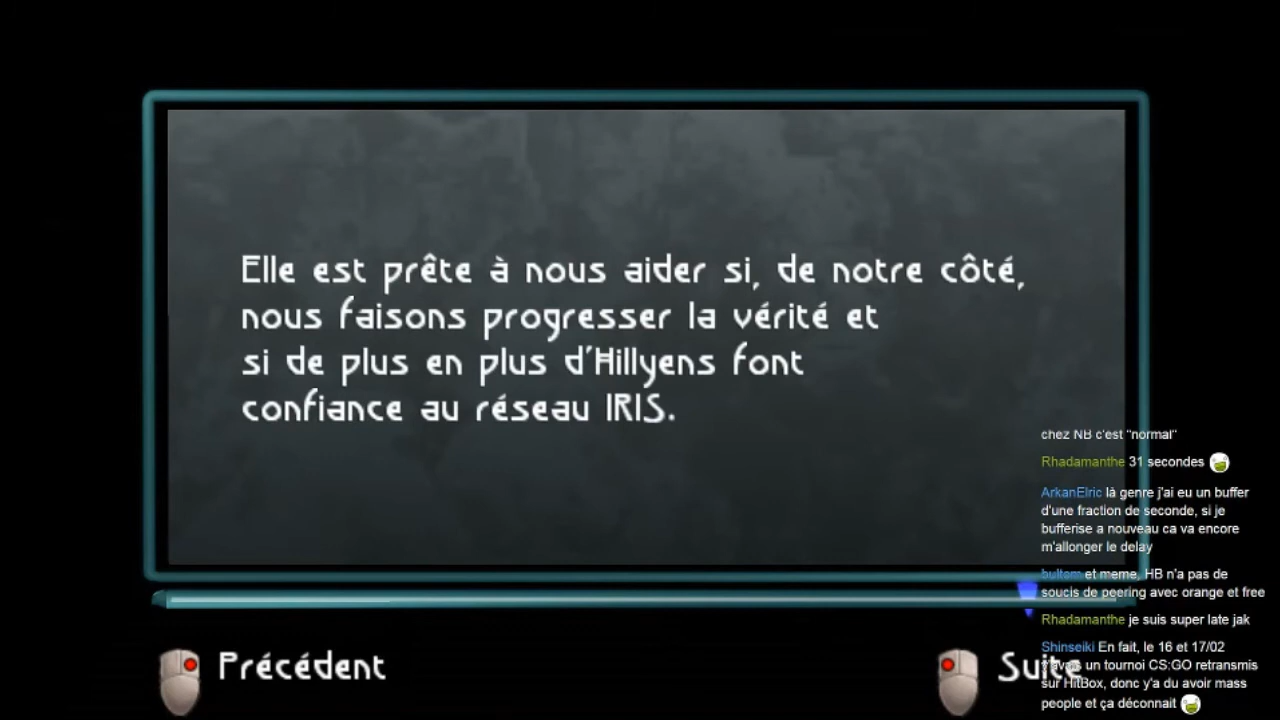 Elle est prête à nous aider si, de notre côté,
nous faisons progresser la vérité et
si de plus en plus d'Hillyens font
confiance au réseau IRIS.
Précédent
Suite
chez NB c'est "normal"
Rhadamanthe 31 secondes
ArkanElric là genre j'ai eu un buffer
d'une fraction de seconde, si je
bufferise a nouveau ca va encore
m'allonger le delay
bultom et meme, HB n'a pas de
soucis de peering avec orange et free
Rhadamanthe je suis super late jak
Shinseiki En fait, le 16 et 17/02
y'avais un tournoi CS:GO retransmis
sur HitBox, donc y'a du avoir mass
people et ça déconnait